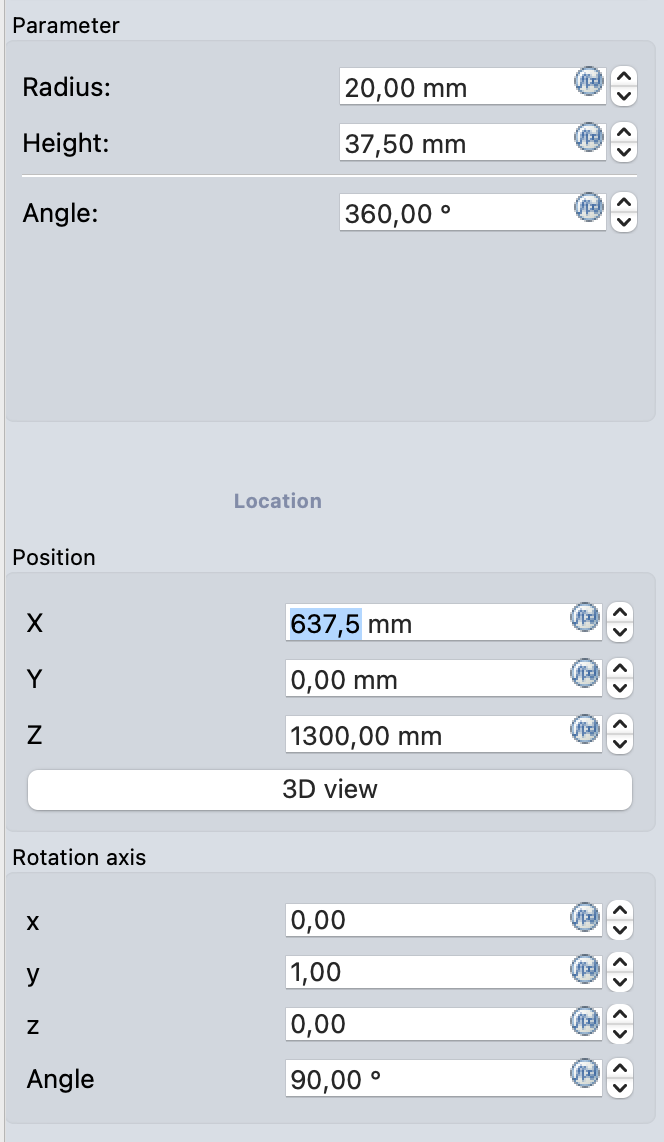 Parameter
Radius: 20,00 mm
Height: 37,50 mm
Angle: 360,00 °
Location
Position
X 637,5 mm
Y 0,00 mm
Z 1300,00 mm
3D view
Rotation axis
x 0,00
y 1,00
z 0,00
Angle 90,00 °